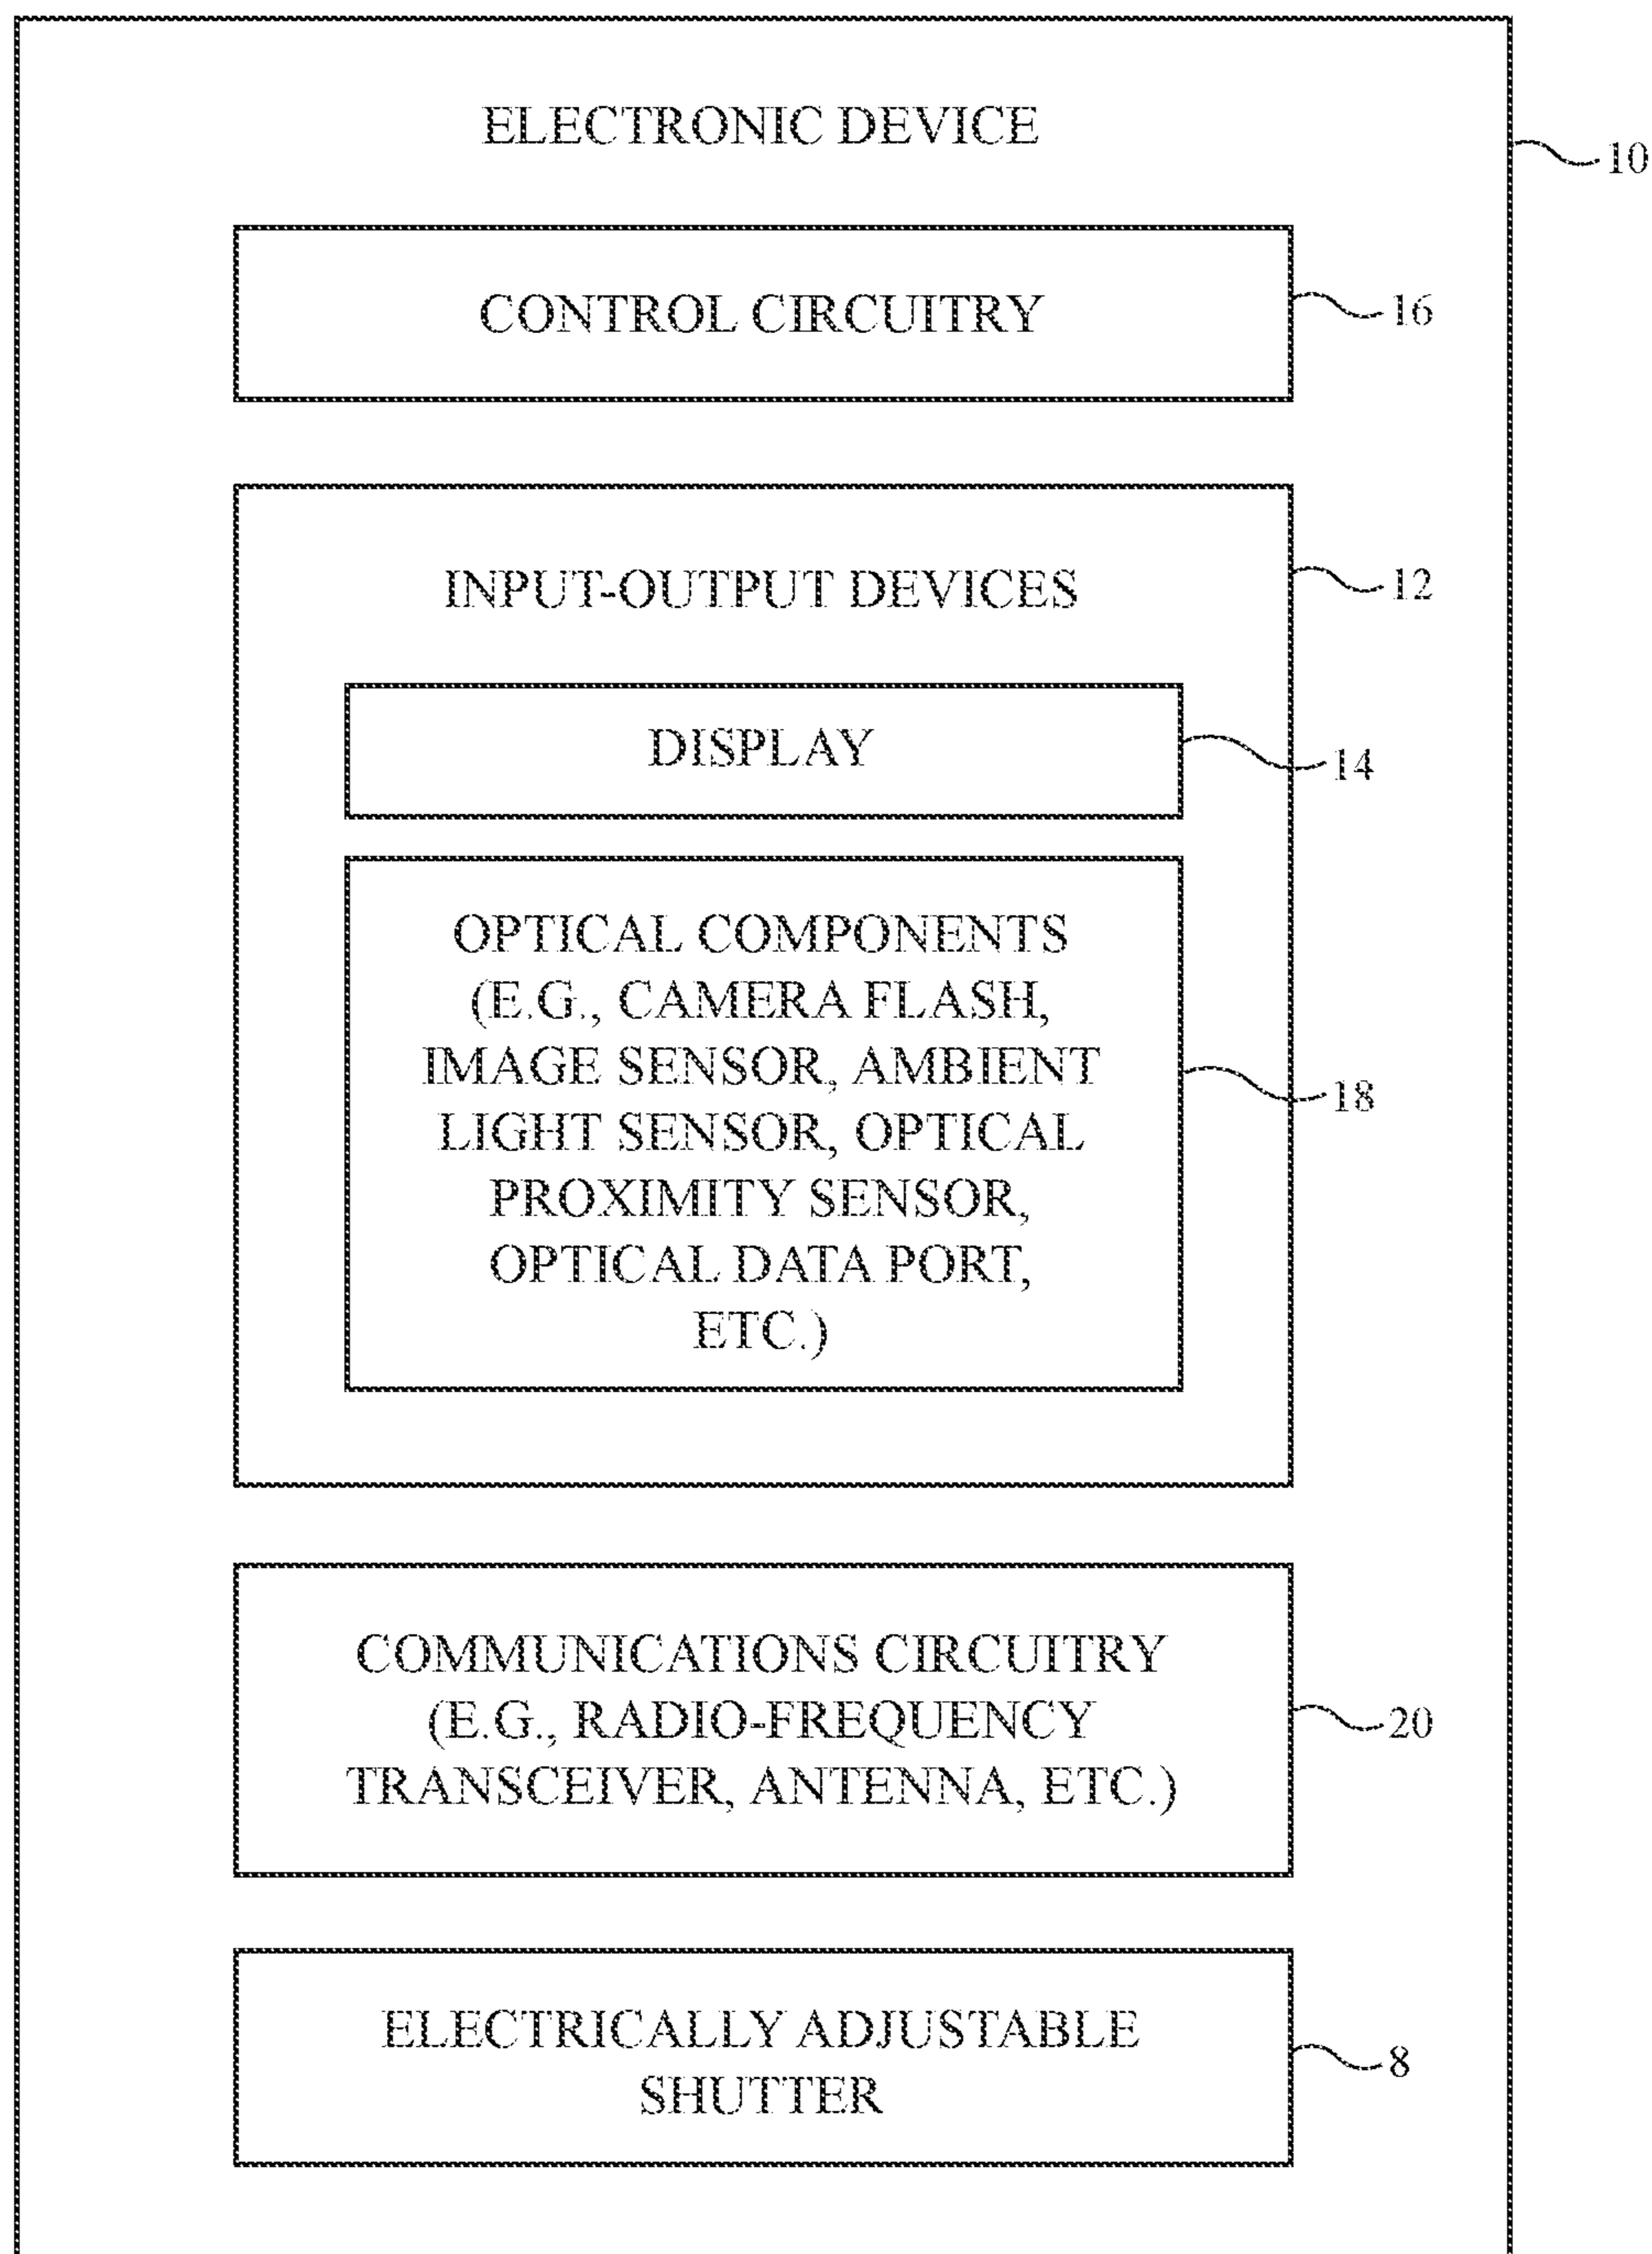 ELECTRONIC DEVICE
10
CONTROL CIRCUITRY
16
INPUT-OUTPUT DEVICES
12
DISPLAY
14
OPTICAL COMPONENTS
(E.G., CAMERA FLASH,
IMAGE SENSOR, AMBIENT
LIGHT SENSOR, OPTICAL
PROXIMITY SENSOR,
OPTICAL DATA PORT,
ETC.)
18
COMMUNICATIONS CIRCUITRY
(E.G., RADIO-FREQUENCY
TRANSCEIVER, ANTENNA, ETC.)
20
ELECTRICALLY ADJUSTABLE
SHUTTER
8